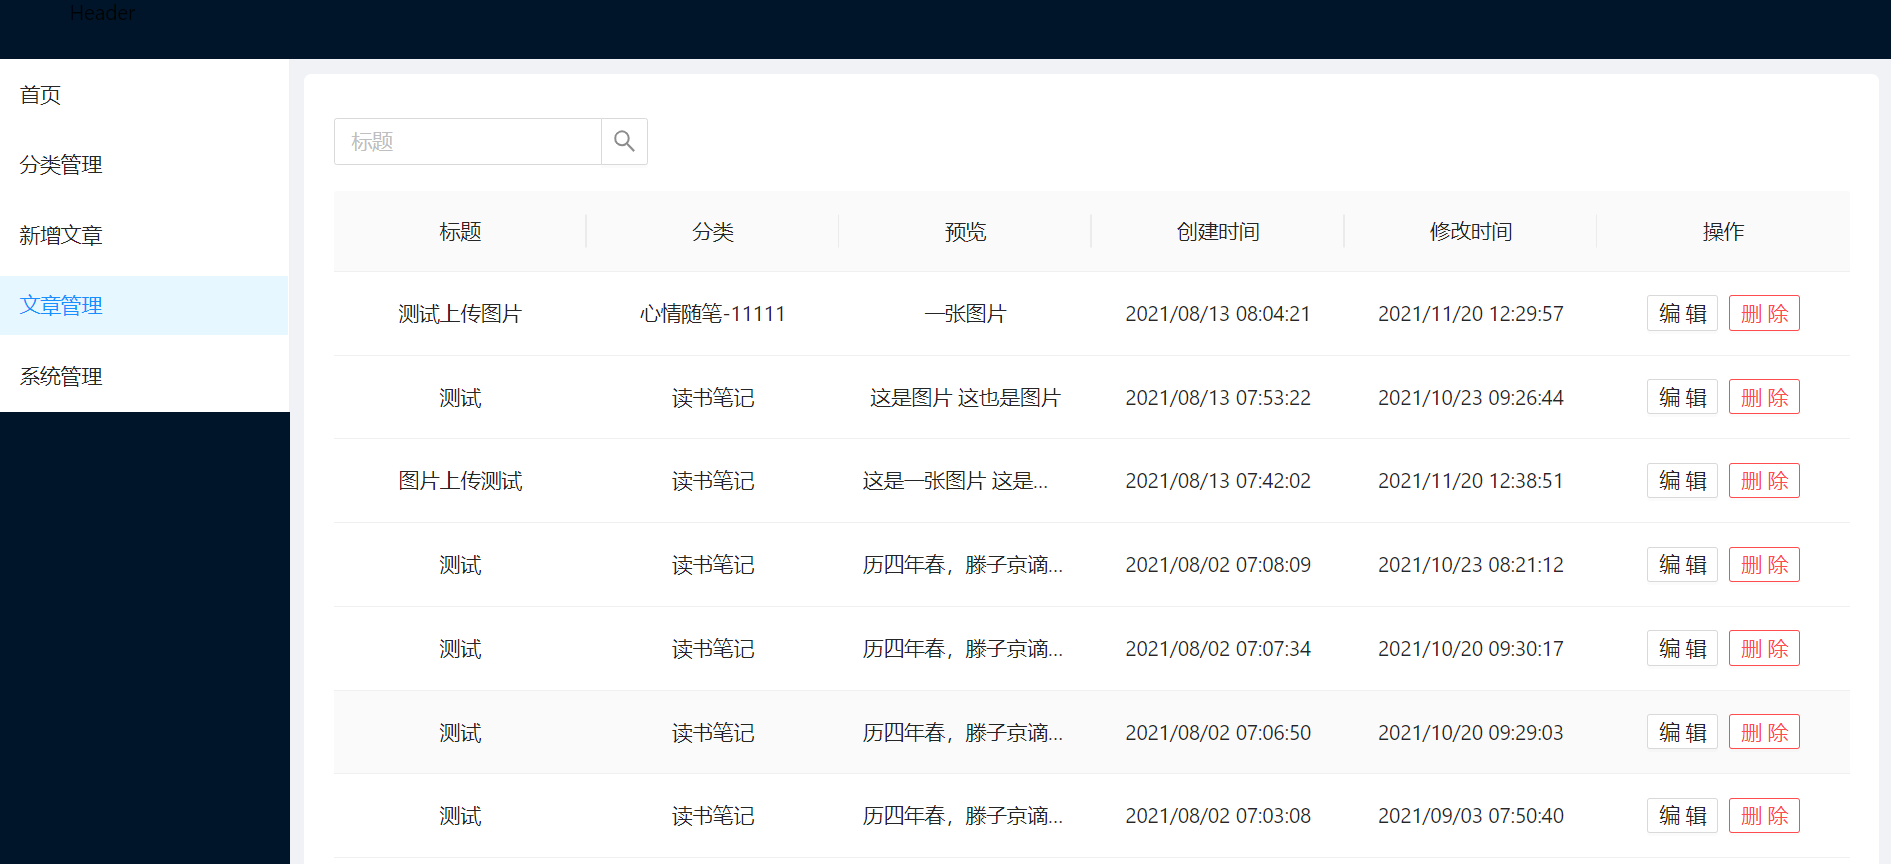 Header
首页
分类管理
新增文章
文章管理
系统管理
标题
标题 分类 预览 创建时间 修改时间 操作
测试上传图片 心情随笔-11111 一张图片 2021/08/13 08:04:21 2021/11/20 12:29:57 编 辑 删 除
测试 读书笔记 这是图片 这也是图片 2021/08/13 07:53:22 2021/10/23 09:26:44 编 辑 删 除
图片上传测试 读书笔记 这是一张图片 这是... 2021/08/13 07:42:02 2021/11/20 12:38:51 编 辑 删 除
测试 读书笔记 历四年春，滕子京谪... 2021/08/02 07:08:09 2021/10/23 08:21:12 编 辑 删 除
测试 读书笔记 历四年春，滕子京谪... 2021/08/02 07:07:34 2021/10/20 09:30:17 编 辑 删 除
测试 读书笔记 历四年春，滕子京谪... 2021/08/02 07:06:50 2021/10/20 09:29:03 编 辑 删 除
测试 读书笔记 历四年春，滕子京谪... 2021/08/02 07:03:08 2021/09/03 07:50:40 编 辑 删 除